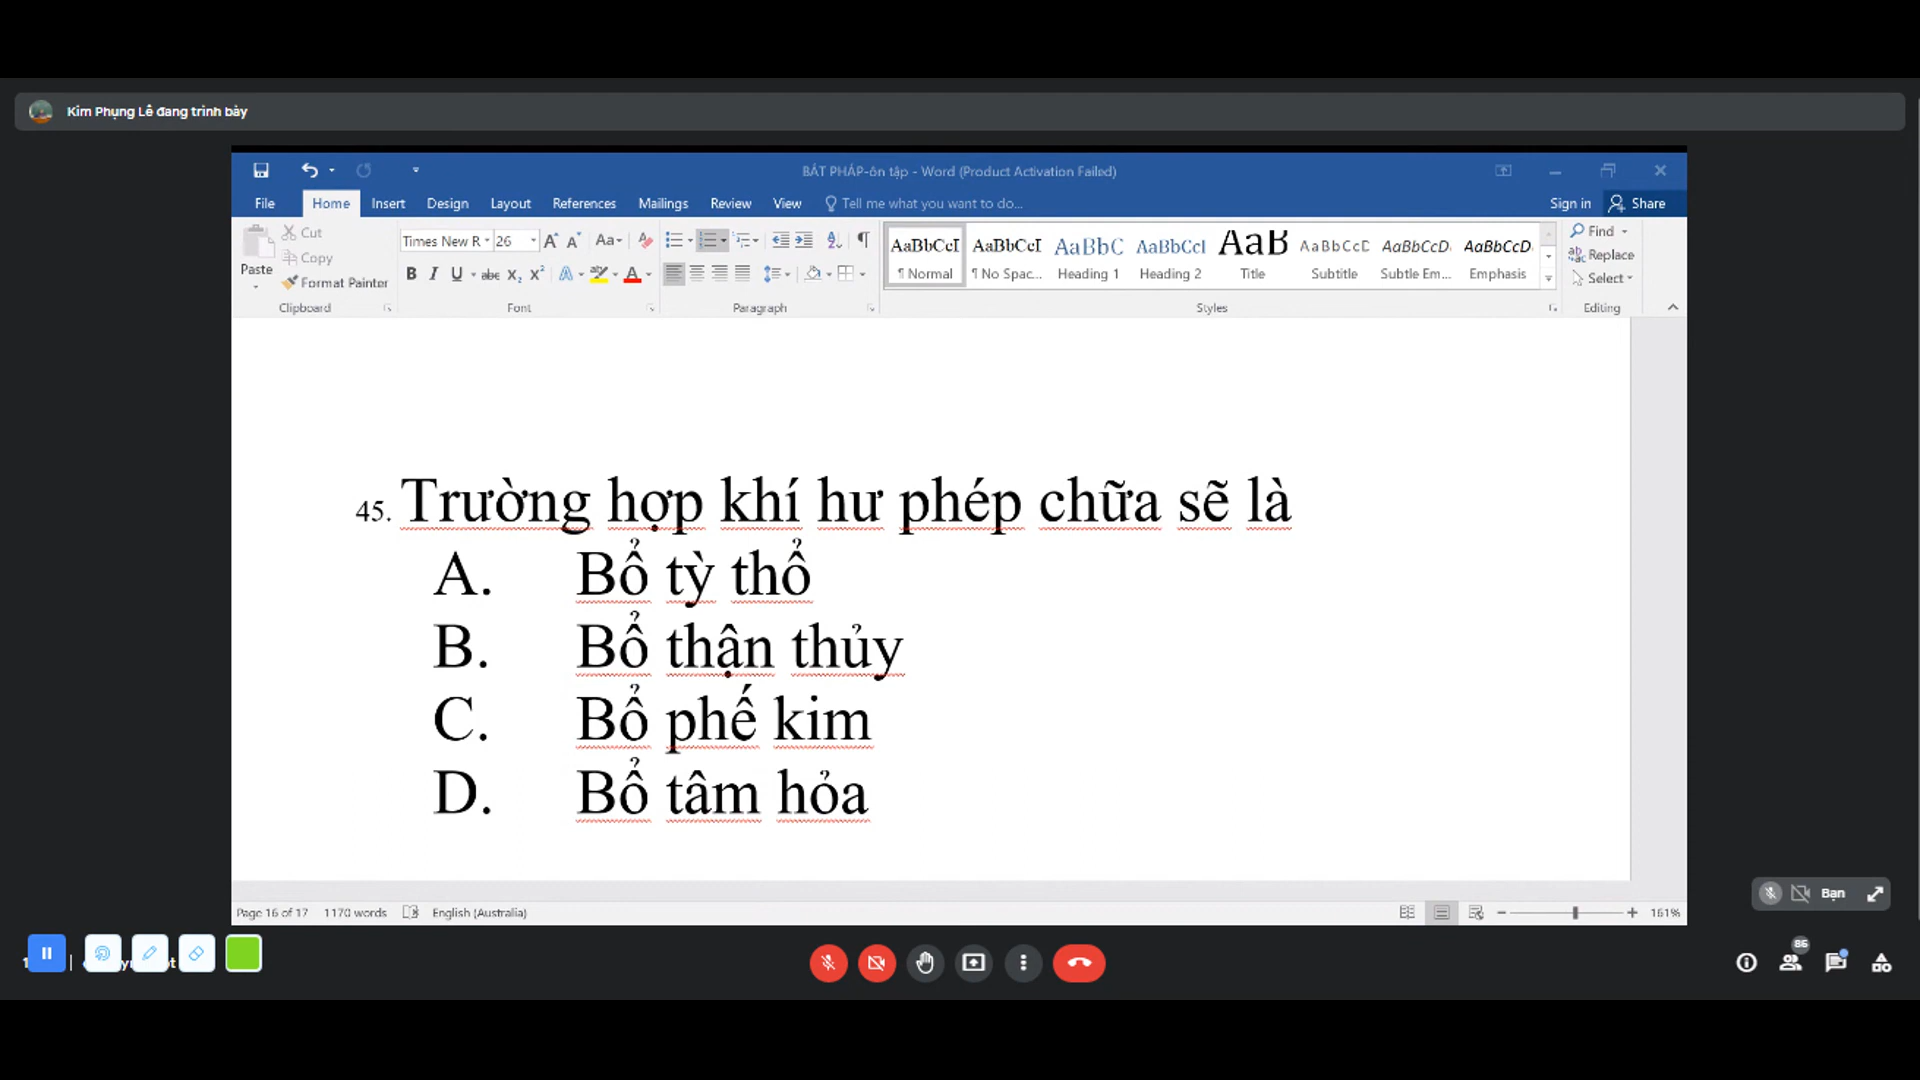 Kim Phụng Lê đang trình bày
BÁT PHÁP-ôn tập - Word (Product Activation Failed)
File Home Insert Design Layout References Mailings Review View Tell me what you want to do... Sign in Share
Paste Cut Copy Format Painter
Times New R 26 Aa
AaBbCcI AaBbCcI AaBbC AaBbCcI AaB AaBbCcD AaBbCcD. AaBbCcD.
¶ Normal ¶ No Spac... Heading 1 Heading 2 Title Subtitle Subtle Em... Emphasis
Find
Replace
Select
Clipboard Font Paragraph Styles Editing
45. Trường hợp khí hư phép chữa sẽ là
A. Bổ tỳ thổ
B. Bổ thận thủy
C. Bổ phế kim
D. Bổ tâm hỏa
Page 16 of 17 1170 words English (Australia) 161%
Bạn
86